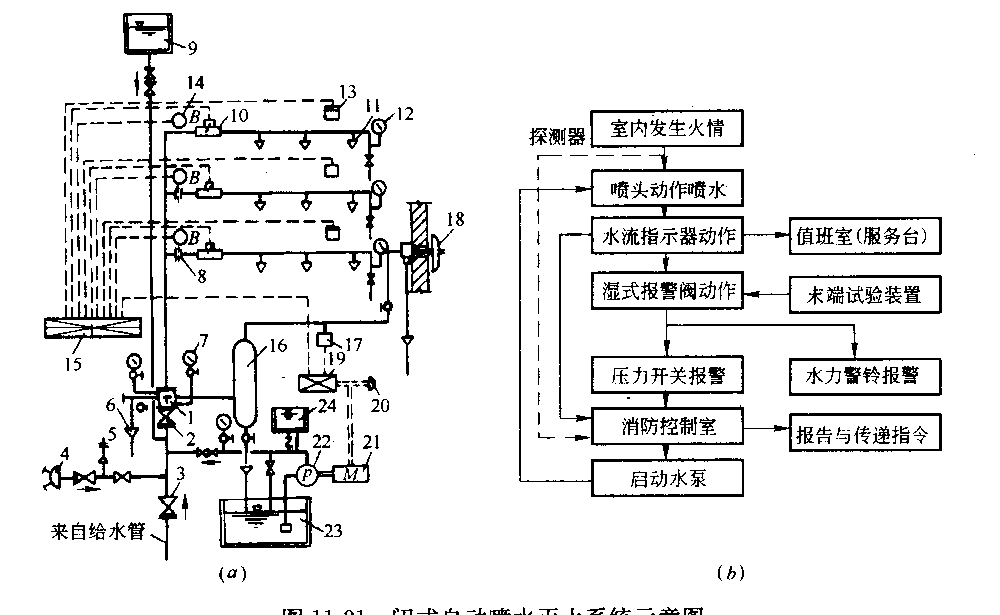 9
14
13
11
12
B
10
B
18
B
8
15
16
17
7
19
20
6
1
24
5
2
22
21
4
P
M
3
23
来自给水管
(a)
室内发生火情
探测器
喷头动作喷水
水流指示器动作
值班室(服务台)
湿式报警阀动作
末端试验装置
压力开关报警
水力警铃报警
消防控制室
报告与传递指令
启动水泵
(b)